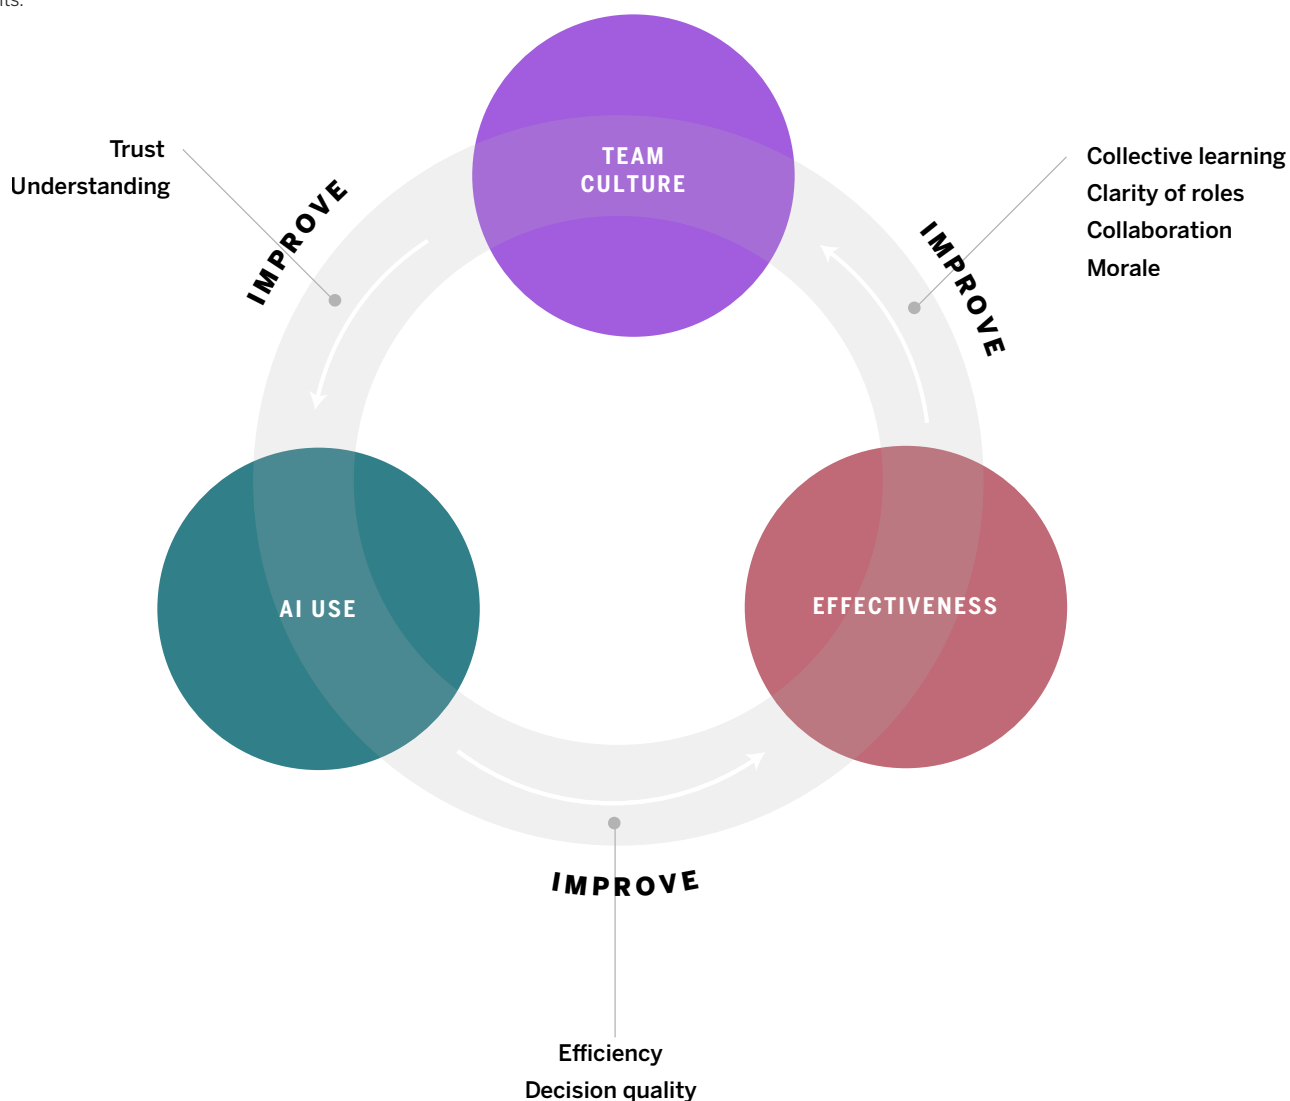 TEAM
CULTURE
Trust
Understanding
IMPROVE
Collective learning
Clarity of roles
Collaboration
Morale
IMPROVE
AI USE
EFFECTIVENESS
IMPROVE
Efficiency
Decision quality